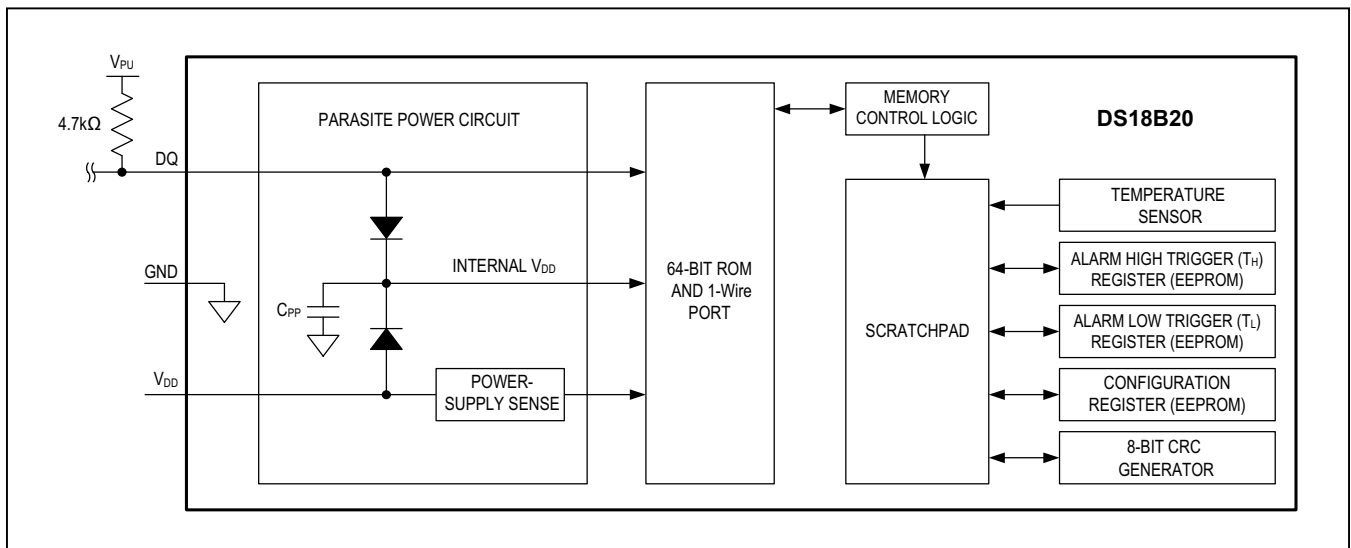 VPU
4.7kΩ
DQ
GND
VDD
PARASITE POWER CIRCUIT
INTERNAL VDD
CPP
POWER-
SUPPLY SENSE
64-BIT ROM
AND 1-Wire
PORT
MEMORY
CONTROL LOGIC
SCRATCHPAD
DS18B20
TEMPERATURE
SENSOR
ALARM HIGH TRIGGER (TH)
REGISTER (EEPROM)
ALARM LOW TRIGGER (TL)
REGISTER (EEPROM)
CONFIGURATION
REGISTER (EEPROM)
8-BIT CRC
GENERATOR